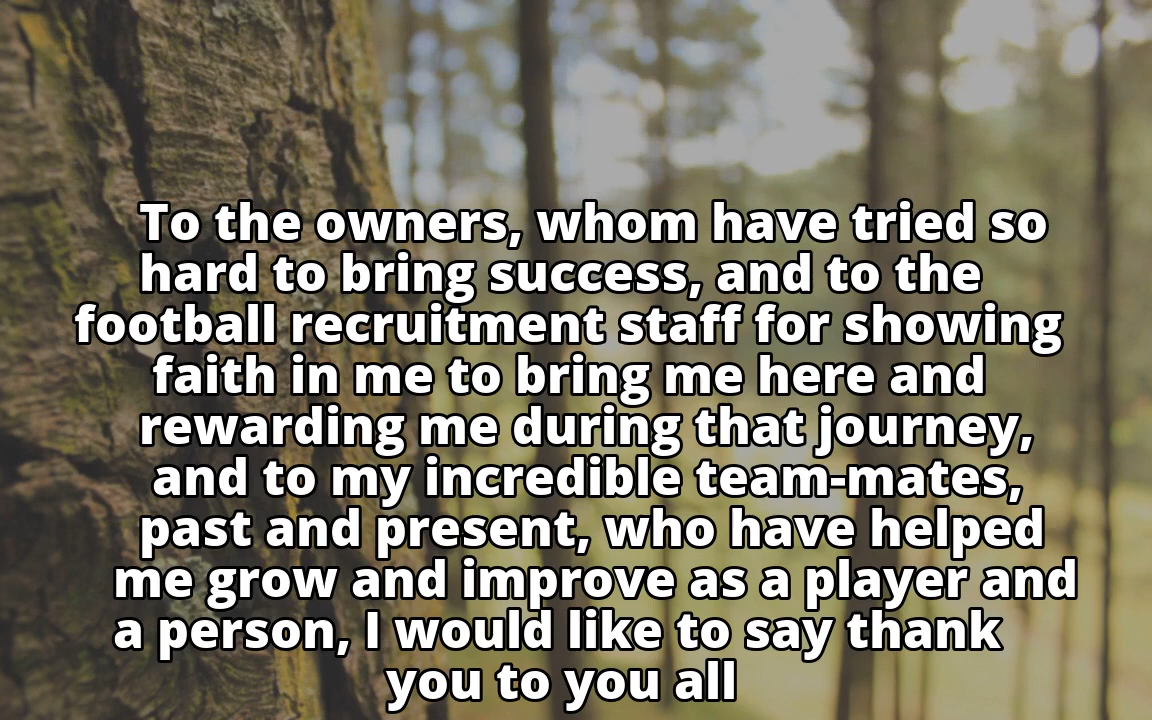 To the owners, whom have tried so
hard to bring success, and to the
football recruitment staff for showing
faith in me to bring me here and
rewarding me during that journey,
and to my incredible team-mates,
past and present, who have helped
me grow and improve as a player and
a person, I would like to say thank
you to you all